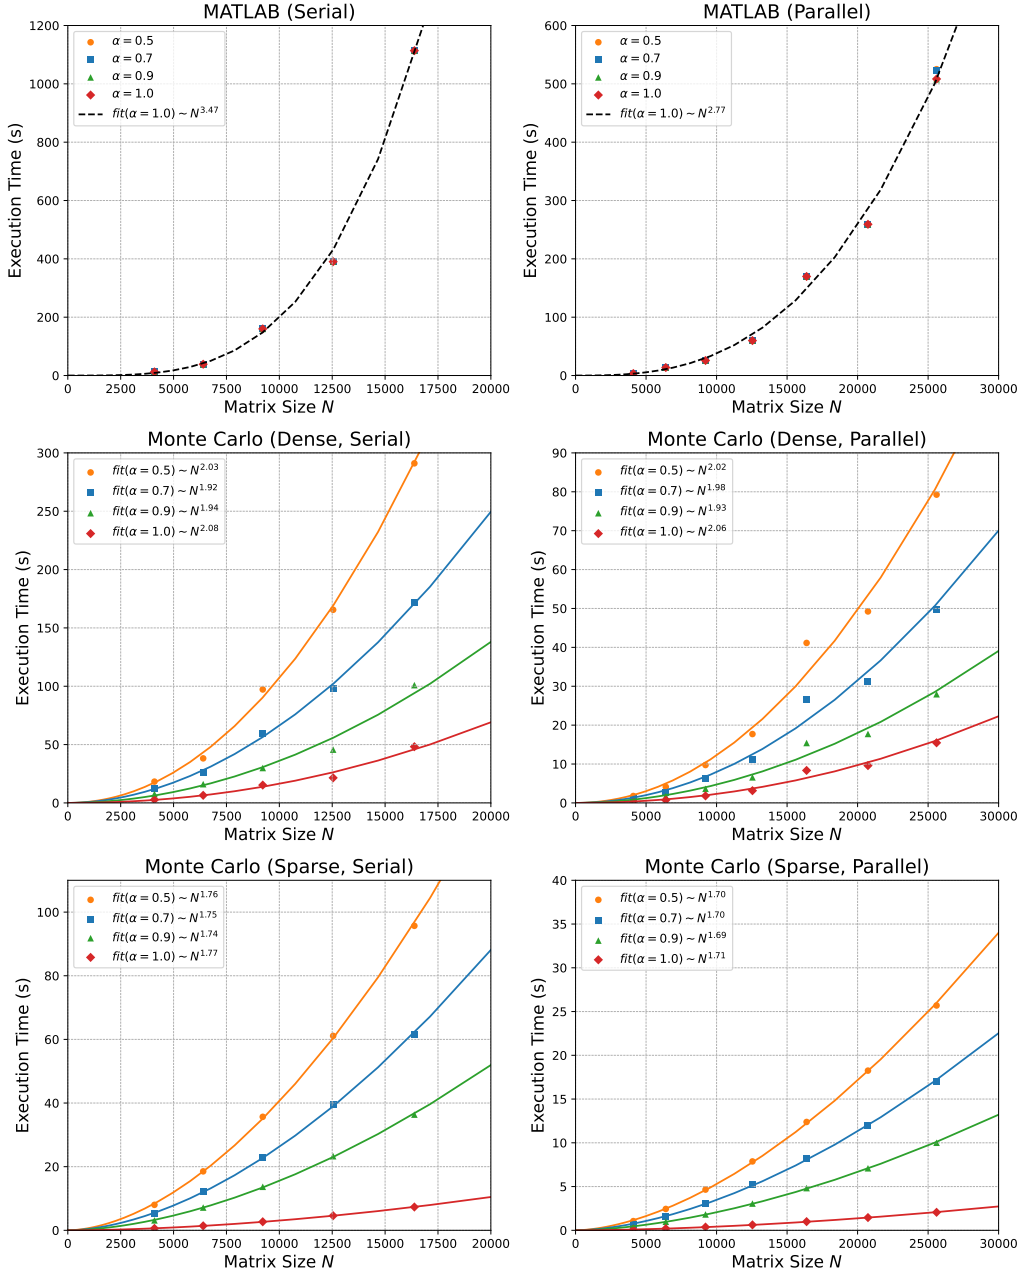 MATLAB (Serial)
Execution Time (s)
1200
1000
800
600
400
200
0
α = 0.5
α = 0.7
α = 0.9
α = 1.0
fit(α = 1.0) ~ N^3.47
0 2500 5000 7500 10000 12500 15000 17500 20000
Matrix Size N
MATLAB (Parallel)
Execution Time (s)
600
500
400
300
200
100
0
α = 0.5
α = 0.7
α = 0.9
α = 1.0
fit(α = 1.0) ~ N^2.77
0 5000 10000 15000 20000 25000 30000
Matrix Size N
Monte Carlo (Dense, Serial)
Execution Time (s)
300
250
200
150
100
50
0
fit(α = 0.5) ~ N^2.03
fit(α = 0.7) ~ N^1.92
fit(α = 0.9) ~ N^1.94
fit(α = 1.0) ~ N^2.08
0 2500 5000 7500 10000 12500 15000 17500 20000
Matrix Size N
Monte Carlo (Dense, Parallel)
Execution Time (s)
90
80
70
60
50
40
30
20
10
0
fit(α = 0.5) ~ N^2.02
fit(α = 0.7) ~ N^1.98
fit(α = 0.9) ~ N^1.93
fit(α = 1.0) ~ N^2.06
0 5000 10000 15000 20000 25000 30000
Matrix Size N
Monte Carlo (Sparse, Serial)
Execution Time (s)
100
80
60
40
20
0
fit(α = 0.5) ~ N^1.76
fit(α = 0.7) ~ N^1.75
fit(α = 0.9) ~ N^1.74
fit(α = 1.0) ~ N^1.77
0 2500 5000 7500 10000 12500 15000 17500 20000
Matrix Size N
Monte Carlo (Sparse, Parallel)
Execution Time (s)
40
35
30
25
20
15
10
5
0
fit(α = 0.5) ~ N^1.70
fit(α = 0.7) ~ N^1.70
fit(α = 0.9) ~ N^1.69
fit(α = 1.0) ~ N^1.71
0 5000 10000 15000 20000 25000 30000
Matrix Size N